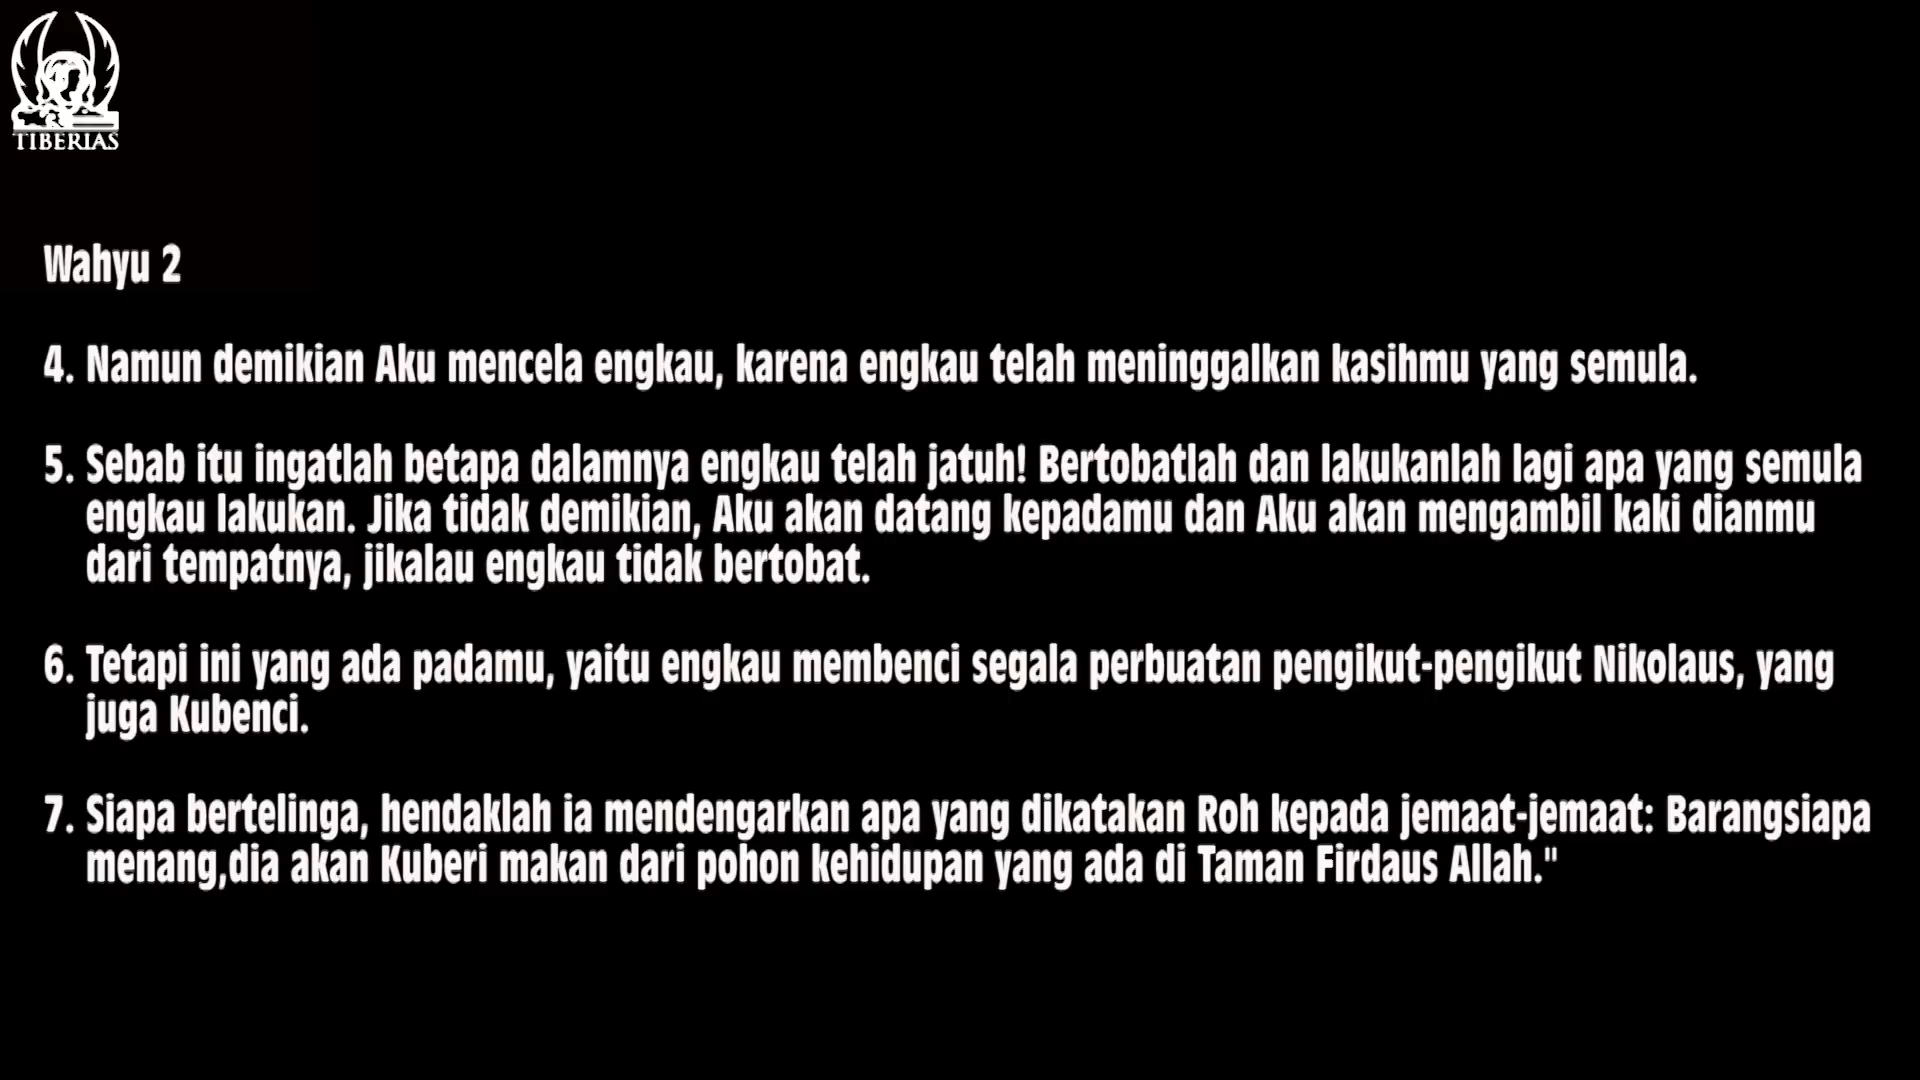 TIBERIAS
Wahyu 2
4. Namun demikian Aku mencela engkau, karena engkau telah meninggalkan kasihmu yang semula.
5. Sebab itu ingatlah betapa dalamnya engkau telah jatuh! Bertobatlah dan lakukanlah lagi apa yang semula
engkau lakukan. Jika tidak demikian, Aku akan datang kepadamu dan Aku akan mengambil kaki dianmu
dari tempatnya, jikalau engkau tidak bertobat.
6. Tetapi ini yang ada padamu, yaitu engkau membenci segala perbuatan pengikut-pengikut Nikolaus, yang
juga Kubenci.
7. Siapa bertelinga, hendaklah ia mendengarkan apa yang dikatakan Roh kepada jemaat-jemaat: Barangsiapa
menang,dia akan Kuberi makan dari pohon kehidupan yang ada di Taman Firdaus Allah."